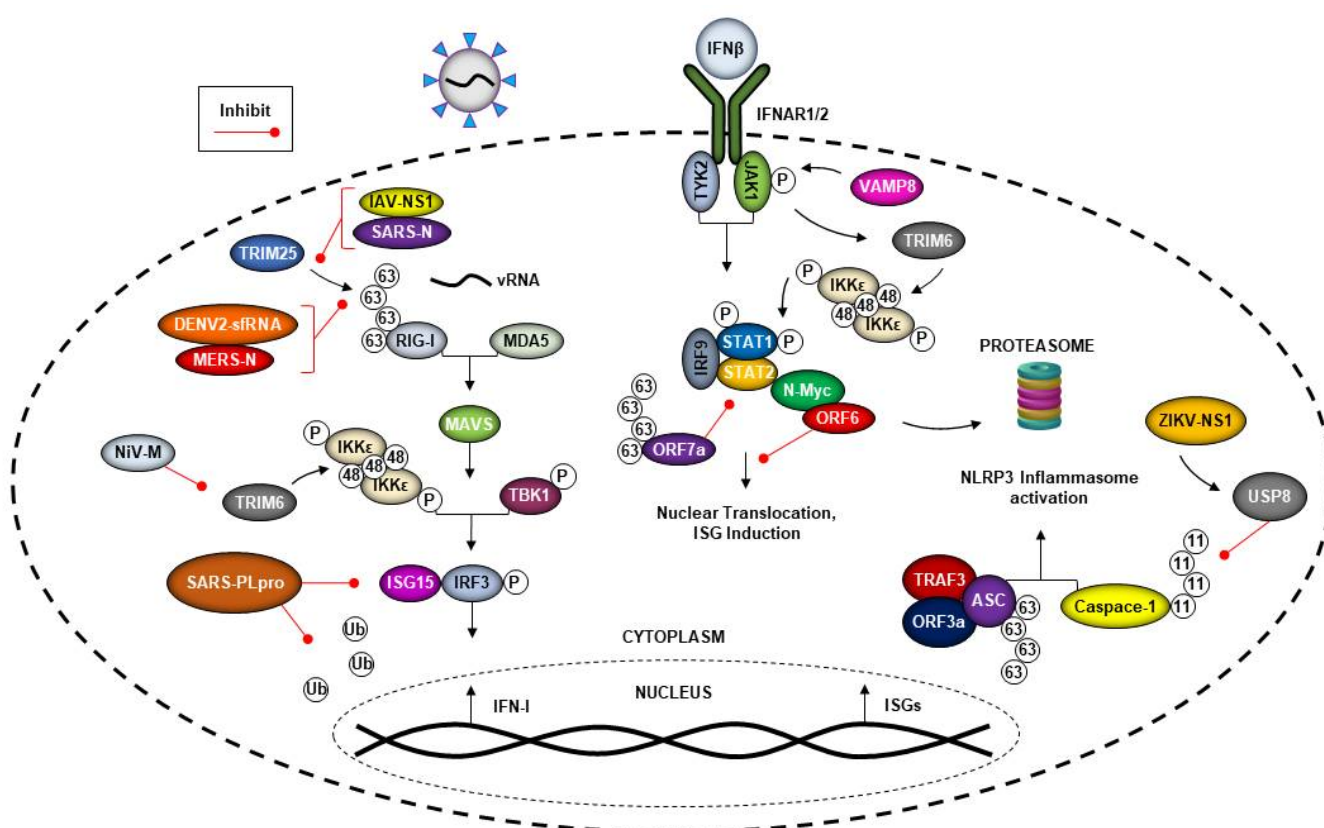 IFNβ
Inhibit
IFNAR1/2
TYK2
JAK1
P
VAMP8
IAV-NS1
SARS-N
TRIM25
TRIM6
63
63
63
63
vRNA
P
IKKε
48
48
48
IKKε
P
DENV2-sfRNA
MERS-N
RIG-I
MDA5
P
STAT1
P
IRF9
STAT2
PROTEASOME
N-Myc
ORF6
63
63
63
63
ORF7a
MAVS
ZIKV-NS1
NiV-M
P
IKKε
48
48
48
IKKε
P
TRIM6
P
TBK1
NLRP3 Inflammasome
activation
USP8
Nuclear Translocation,
ISG Induction
11
11
11
11
SARS-PLpro
ISG15
IRF3
P
TRAF3
ASC
ORF3a
63
63
63
63
Caspace-1
Ub
Ub
Ub
CYTOPLASM
NUCLEUS
IFN-I
ISGs